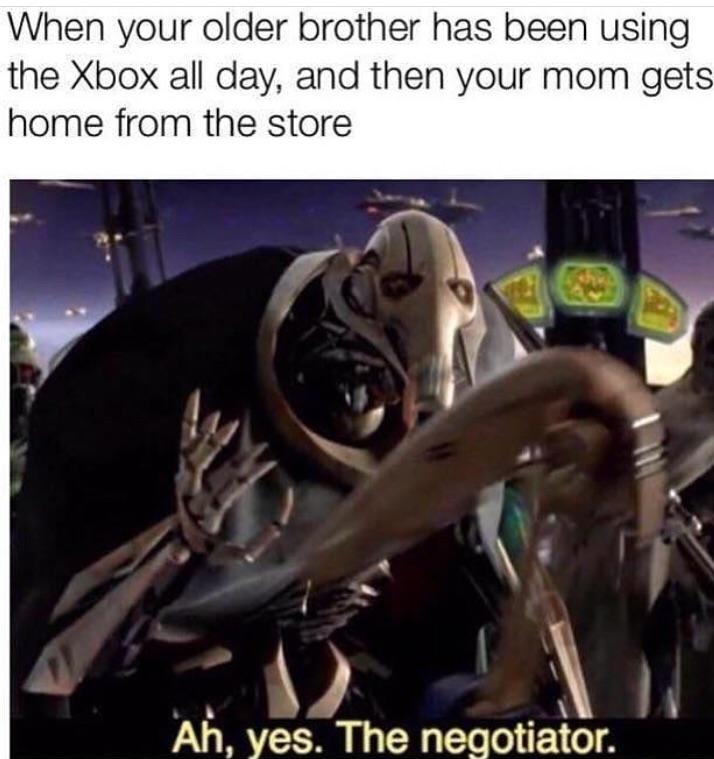 When your older brother has been using
the Xbox all day, and then your mom gets
home from the store
Ah, yes. The negotiator.